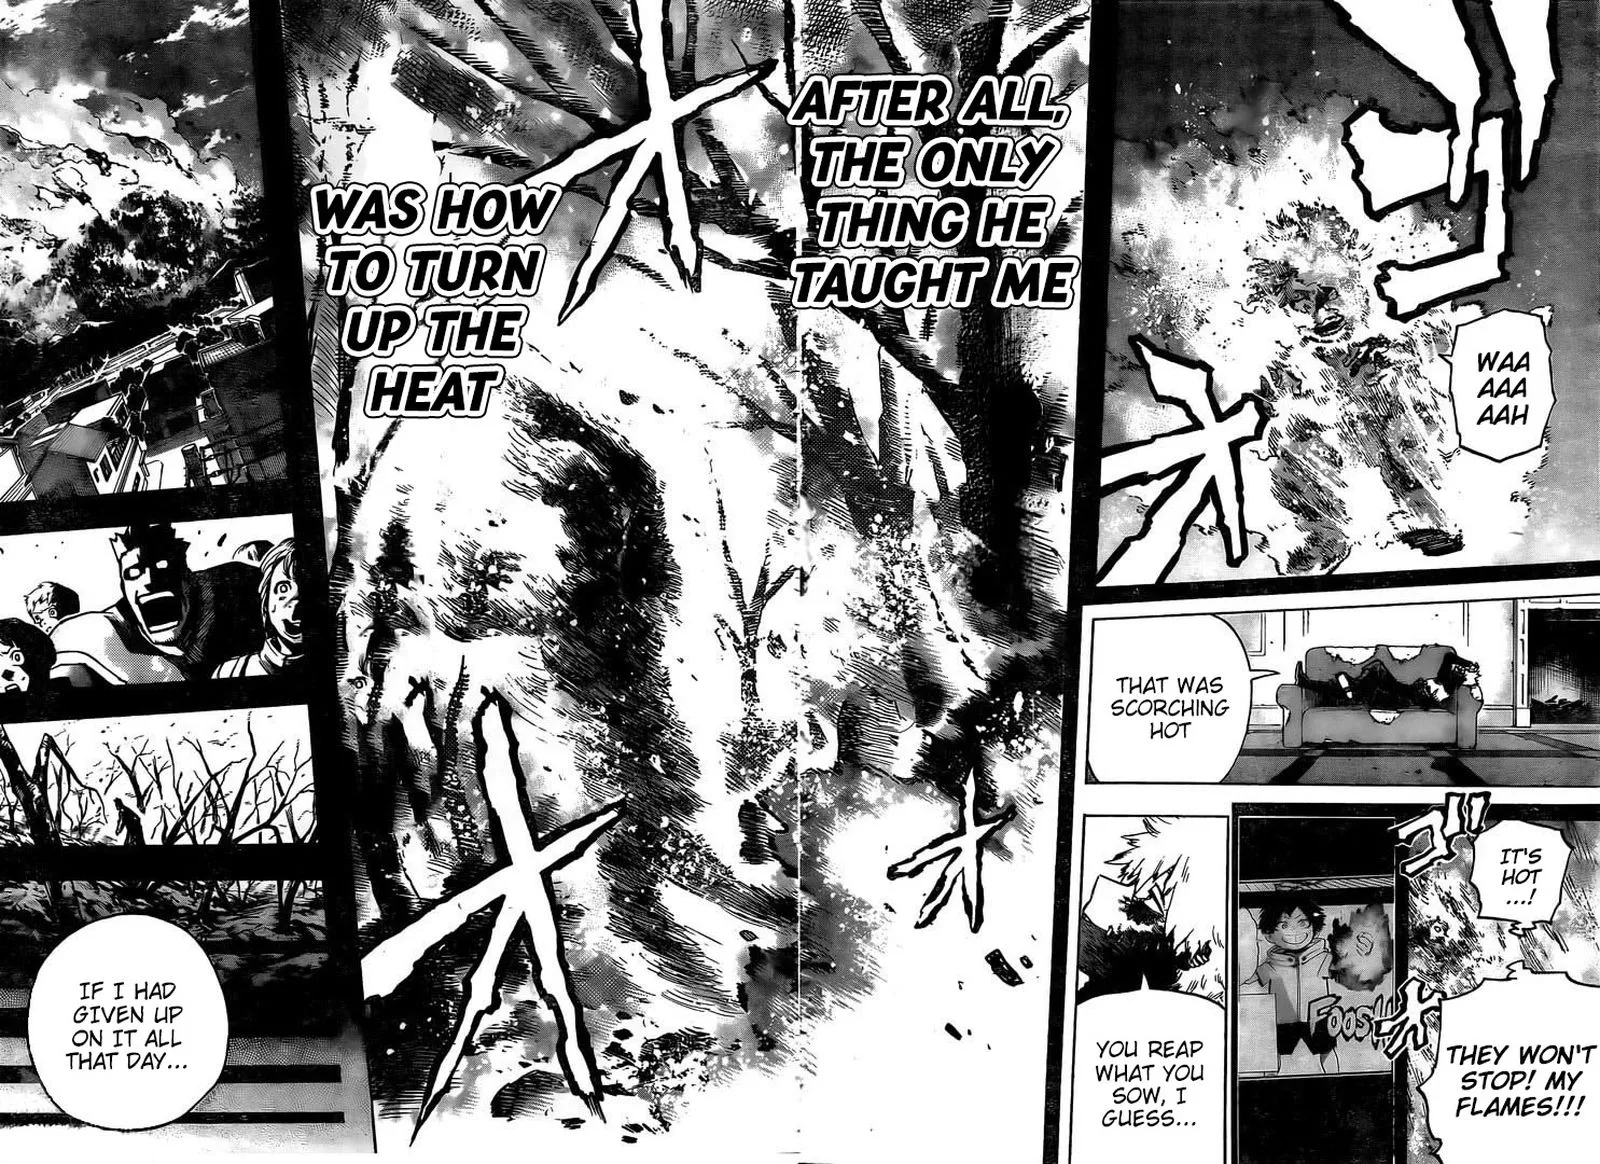 WAA
AAA
AAH
THAT WAS
SCORCHING
HOT
IT'S
HOT
...!
THEY WON'T
STOP! MY
FLAMES!!!
FOOSH
YOU REAP
WHAT YOU
SOW, I
GUESS...
AFTER ALL,
THE ONLY
THING HE
TAUGHT ME
WAS HOW
TO TURN
UP THE
HEAT
IF I HAD
GIVEN UP
ON IT ALL
THAT DAY...